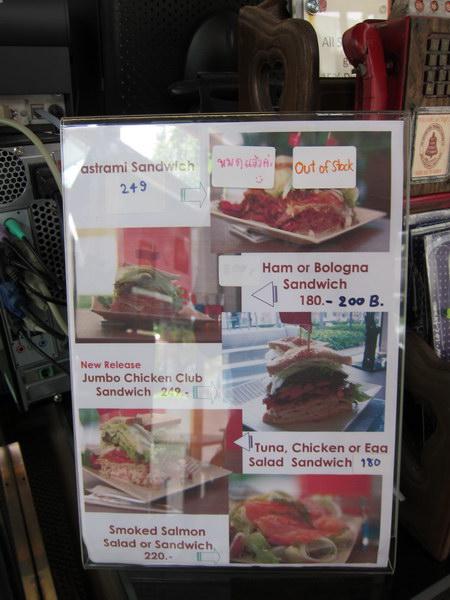 astrami Sandwich
249
หมดแล้วค่ะ
Out of Stock
Ham or Bologna
Sandwich
180.- 200 B.
New Release
Jumbo Chicken Club
Sandwich 249.-
Tuna, Chicken or Egg
Salad Sandwich 180
Smoked Salmon
Salad or Sandwich
220.-
All S